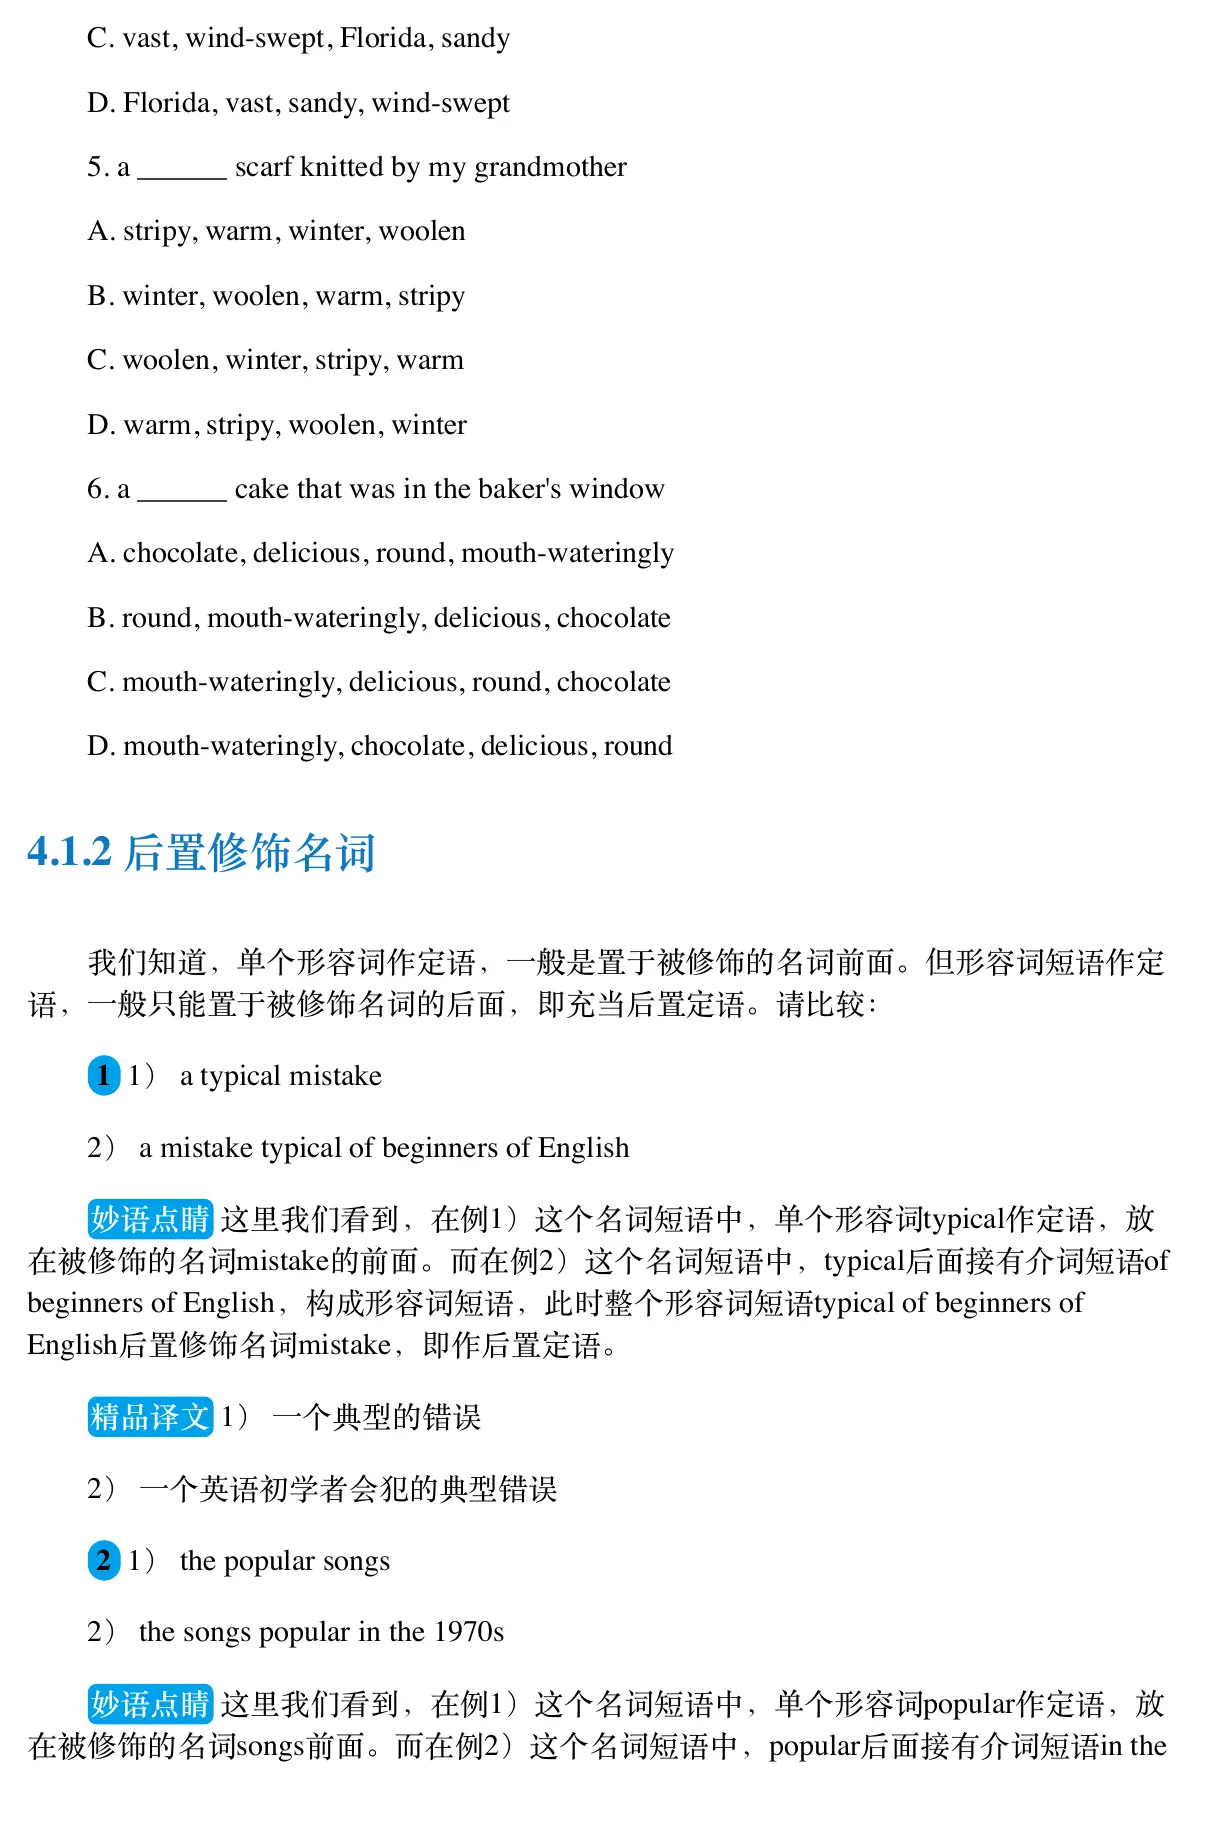 C. vast, wind-swept, Florida, sandy
D. Florida, vast, sandy, wind-swept
5. a ______ scarf knitted by my grandmother
A. stripy, warm, winter, woolen
B. winter, woolen, warm, stripy
C. woolen, winter, stripy, warm
D. warm, stripy, woolen, winter
6. a ______ cake that was in the baker's window
A. chocolate, delicious, round, mouth-wateringly
B. round, mouth-wateringly, delicious, chocolate
C. mouth-wateringly, delicious, round, chocolate
D. mouth-wateringly, chocolate, delicious, round
4.1.2 后置修饰名词
我们知道，单个形容词作定语，一般是置于被修饰的名词前面。但形容词短语作定
语，一般只能置于被修饰名词的后面，即充当后置定语。请比较：
1 1） a typical mistake
2） a mistake typical of beginners of English
妙语点睛 这里我们看到，在例1）这个名词短语中，单个形容词typical作定语，放
在被修饰的名词mistake的前面。而在例2）这个名词短语中，typical后面接有介词短语of
beginners of English，构成形容词短语，此时整个形容词短语typical of beginners of
English后置修饰名词mistake，即作后置定语。
精品译文 1） 一个典型的错误
2） 一个英语初学者会犯的典型错误
2 1） the popular songs
2） the songs popular in the 1970s
妙语点睛 这里我们看到，在例1）这个名词短语中，单个形容词popular作定语，放
在被修饰的名词songs前面。而在例2）这个名词短语中，popular后面接有介词短语in the